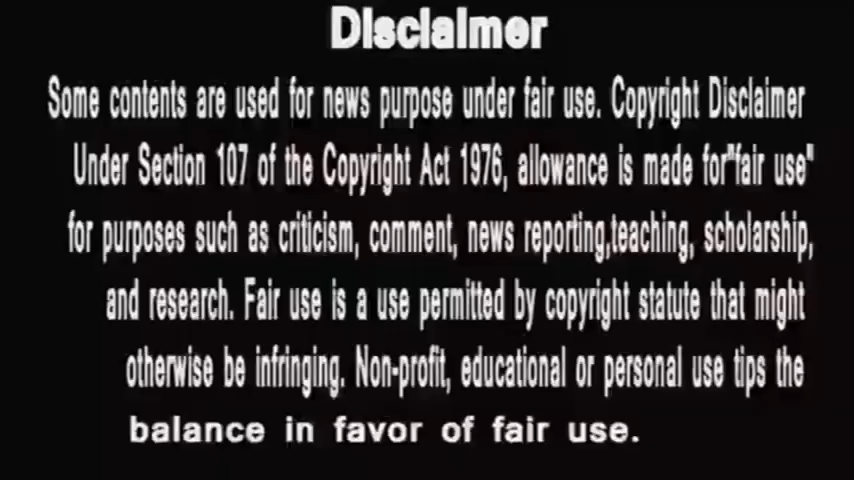 Disclaimer
Some contents are used for news purpose under fair use. Copyright Disclaimer
Under Section 107 of the Copyright Act 1976, allowance is made for"fair use"
for purposes such as criticism, comment, news reporting,teaching, scholarship,
and research. Fair use is a use permitted by copyright statute that might
otherwise be infringing. Non-profit, educational or personal use tips the
balance in favor of fair use.